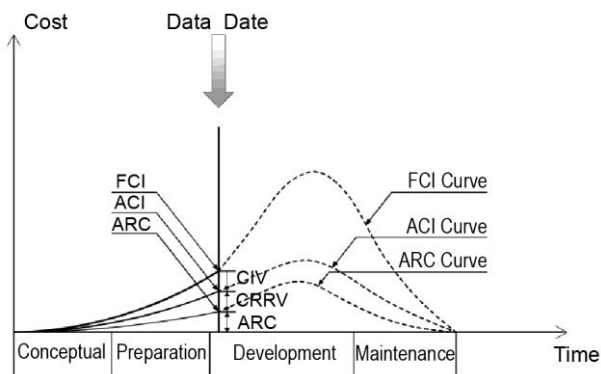 Cost
Data Date
FCI
ACI
ARC
FCI Curve
ACI Curve
ARC Curve
CIV
CRRV
ARC
Conceptual
Preparation
Development
Maintenance
Time